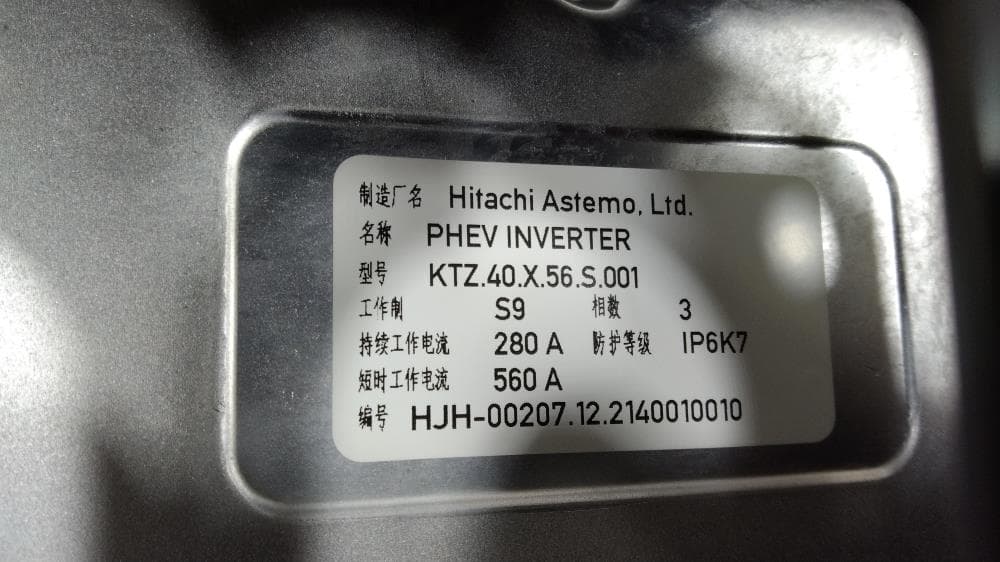 制造厂名 Hitachi Astemo, Ltd.
名称 PHEV INVERTER
型号 KTZ.40.X.56.S.001
工作制 S9 相数 3
持续工作电流 280 A 防护等级 IP6K7
短时工作电流 560 A
编号 HJH-00207.12.2140010010